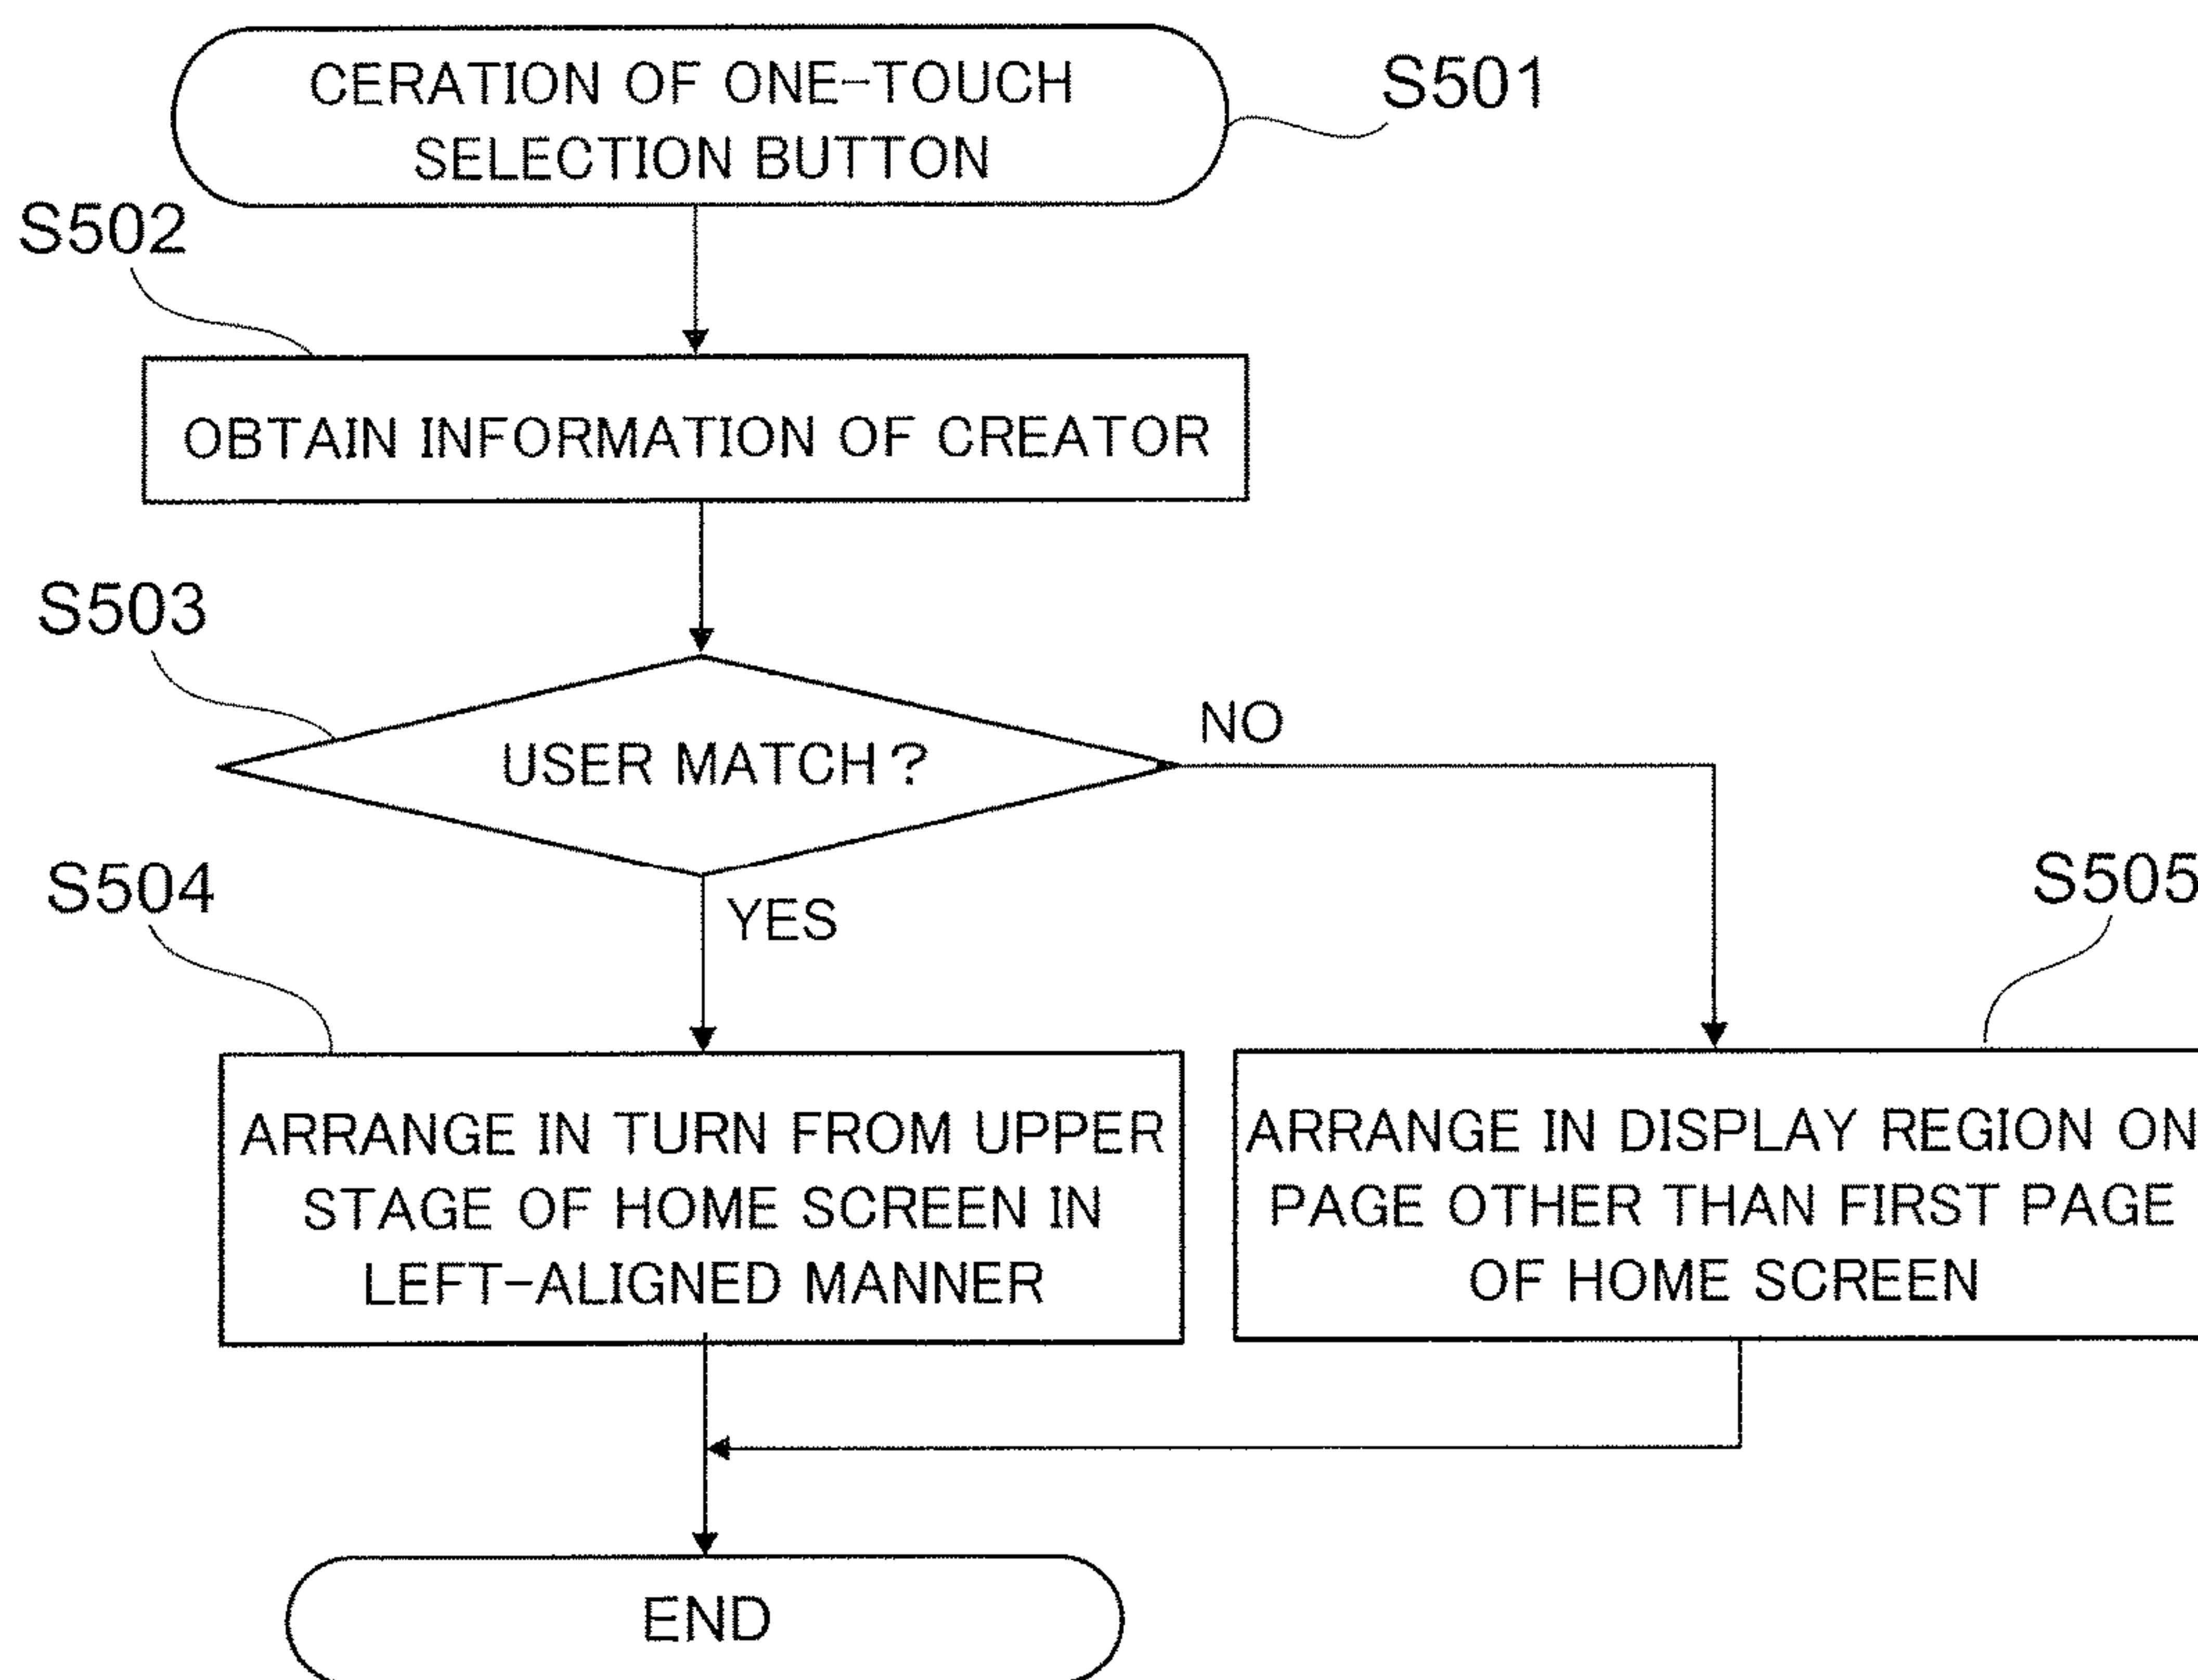 CERATION OF ONE-TOUCH
SELECTION BUTTON
S501
S502
OBTAIN INFORMATION OF CREATOR
S503
USER MATCH?
NO
YES
S504
S505
ARRANGE IN TURN FROM UPPER
STAGE OF HOME SCREEN IN
LEFT-ALIGNED MANNER
ARRANGE IN DISPLAY REGION ON
PAGE OTHER THAN FIRST PAGE
OF HOME SCREEN
END